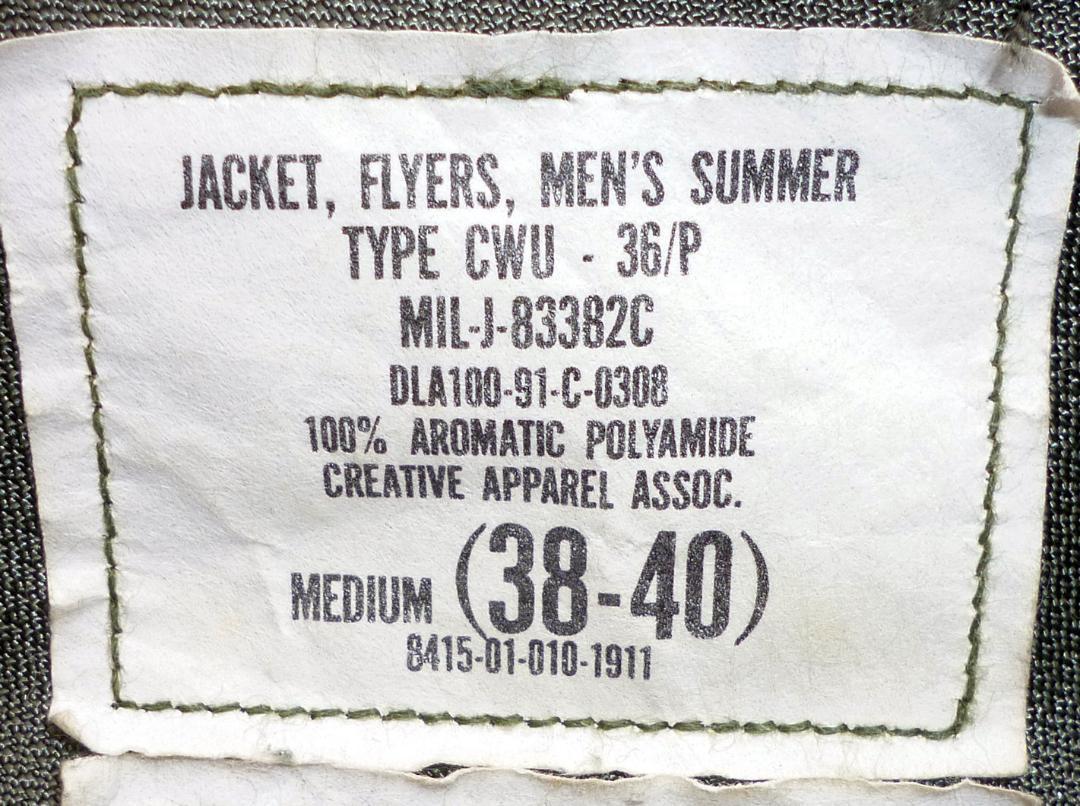 JACKET, FLYERS, MEN'S SUMMER
TYPE CWU - 36/P
MIL-J-83382C
DLA100-91-C-0308
100% AROMATIC POLYAMIDE
CREATIVE APPAREL ASSOC.
MEDIUM (38-40)
8415-01-010-1911